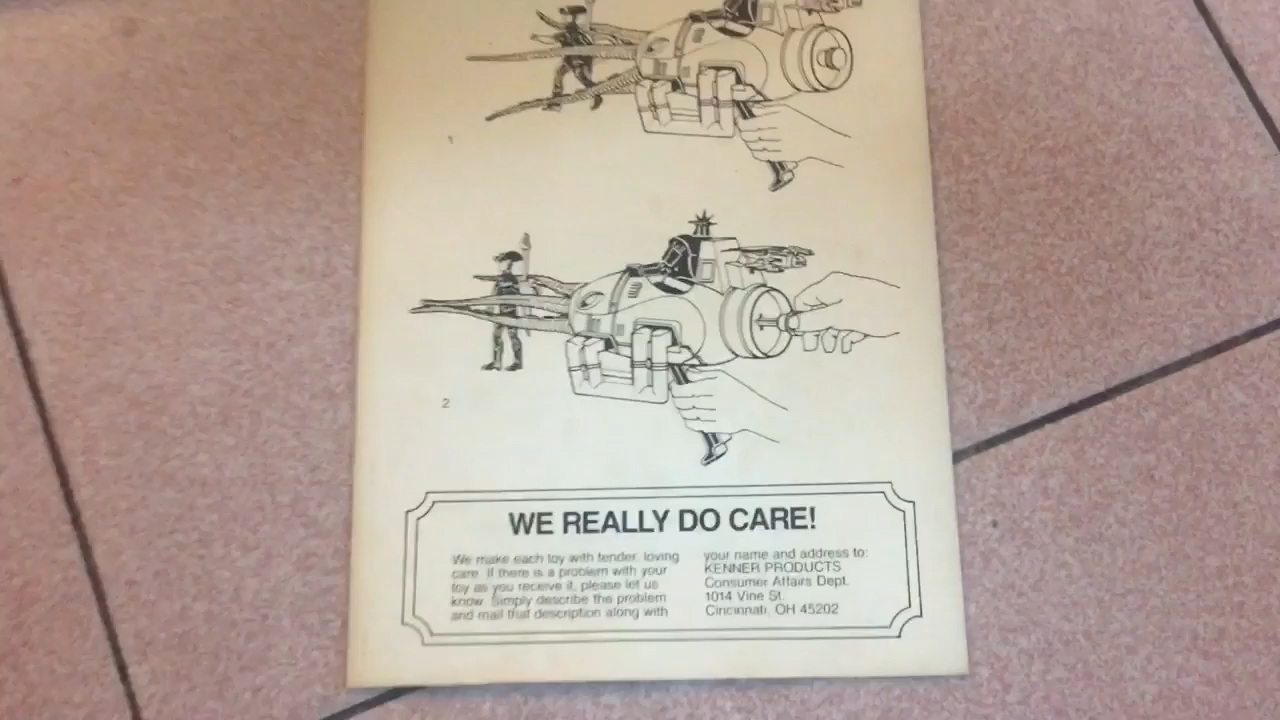 1
2
WE REALLY DO CARE!
We make each toy with tender, loving
care. If there is a problem with your
toy as you receive it, please let us
know. Simply describe the problem
and mail that description along with
your name and address to:
KENNER PRODUCTS
Consumer Affairs Dept.
1014 Vine St.
Cincinnati, OH 45202